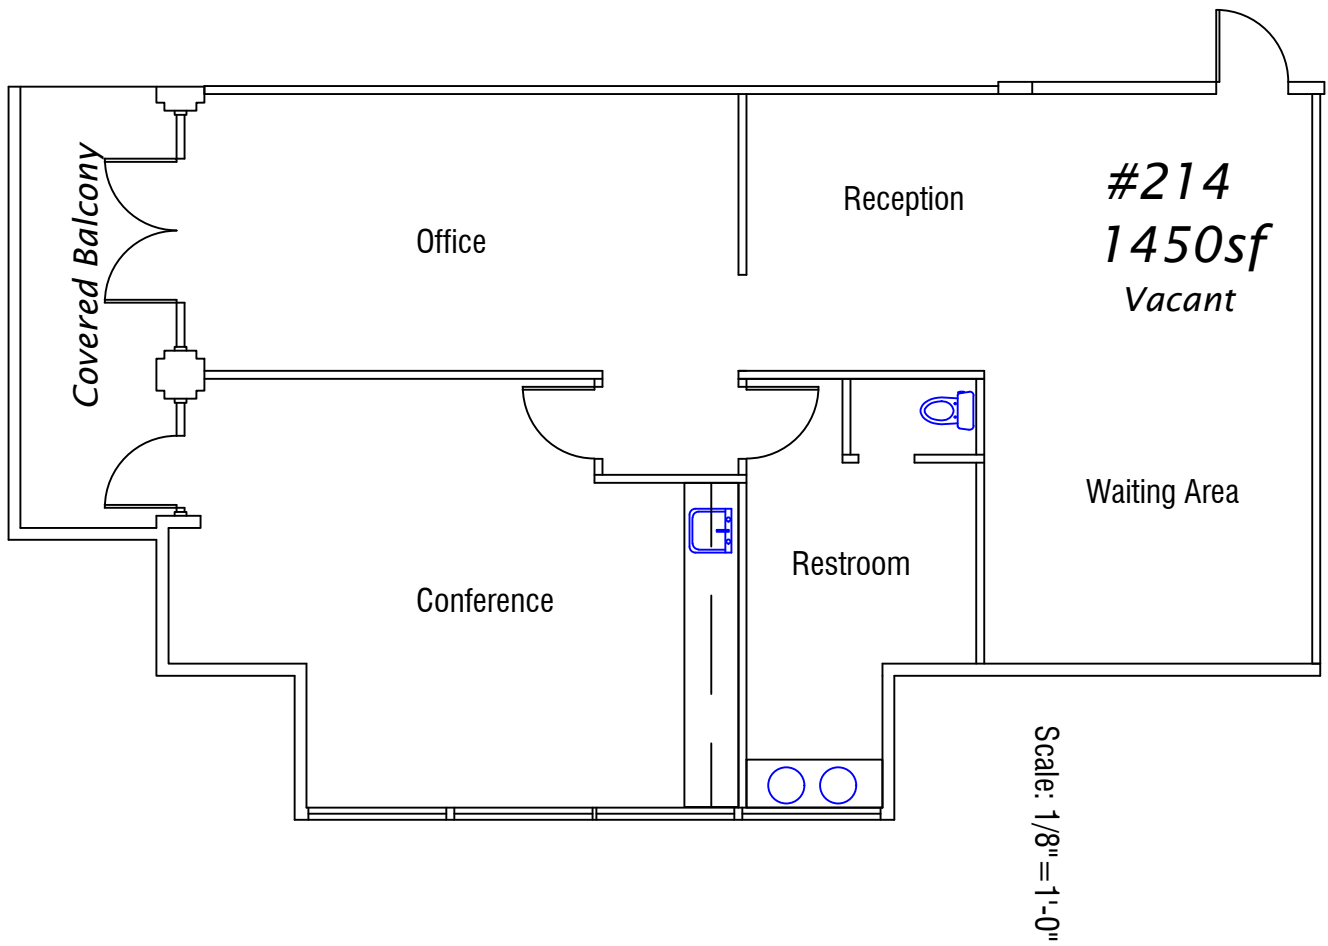 Covered Balcony
Office
Reception
#214
1450sf
Vacant
Waiting Area
Restroom
Conference
Scale: 1/8"=1'-0"